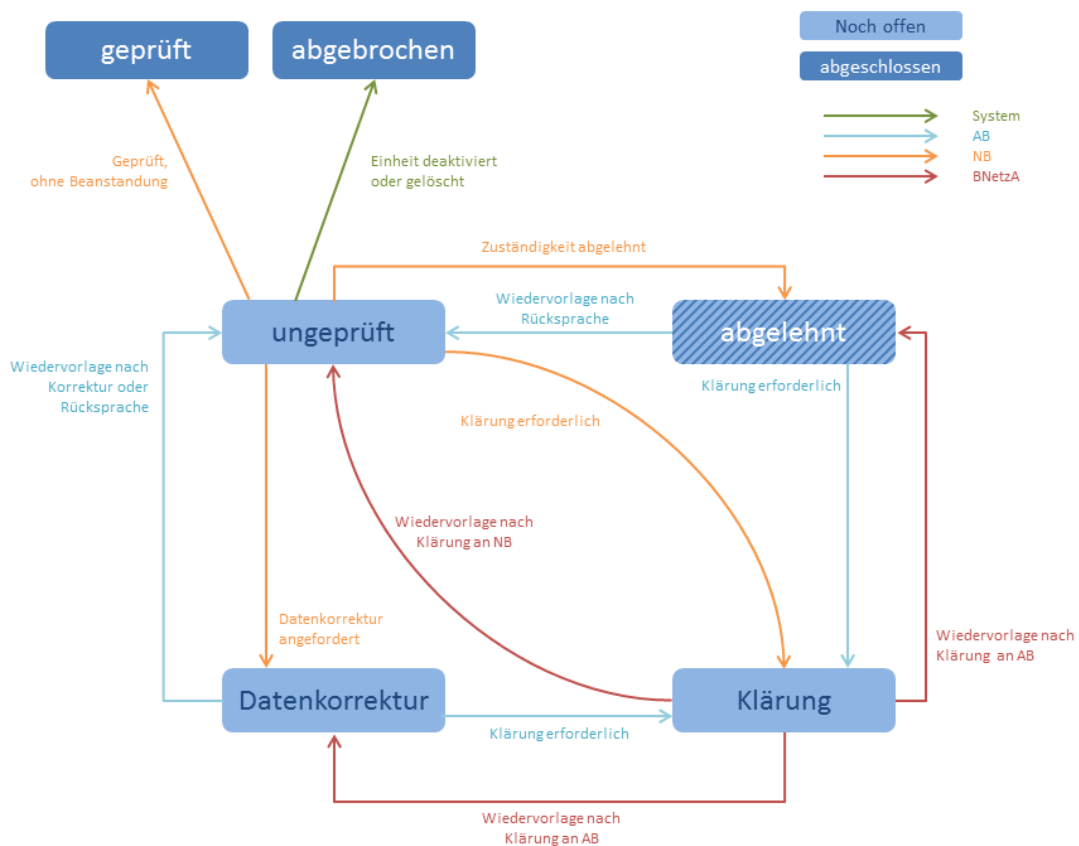 geprüft
abgebrochen
Noch offen
abgeschlossen
System
AB
NB
BNetzA
Geprüft,
ohne Beanstandung
Einheit deaktiviert
oder gelöscht
Zuständigkeit abgelehnt
ungeprüft
Wiedervorlage nach
Rücksprache
abgelehnt
Wiedervorlage nach
Korrektur oder
Rücksprache
Klärung erforderlich
Klärung erforderlich
Wiedervorlage nach
Klärung an NB
Datenkorrektur
angefordert
Wiedervorlage nach
Klärung an AB
Datenkorrektur
Klärung erforderlich
Klärung
Wiedervorlage nach
Klärung an AB